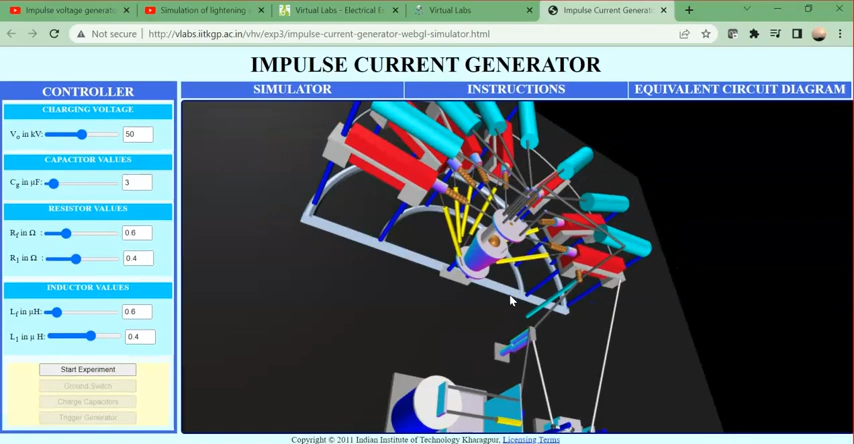 Impulse voltage generato
Simulation of lightening
Virtual Labs - Electrical E
Virtual Labs
Impulse Current Generat
Not secure
http://vlabs.iitkgp.ac.in/vhw/exp3/impulse-current-generator-webgl-simulator.html
IMPULSE CURRENT GENERATOR
CONTROLLER
SIMULATOR
INSTRUCTIONS
EQUIVALENT CIRCUIT DIAGRAM
CHARGING VOLTAGE
Vo in kV: 50
CAPACITOR VALUES
Cg in µF: 3
RESISTOR VALUES
Rf in Ω : 0.6
R1 in Ω : 0.4
INDUCTOR VALUES
Lf in µH: 0.6
L1 in µ H: 0.4
Start Experiment
Ground Switch
Charge Capacitors
Trigger Generator
Copyright © 2011 Indian Institute of Technology Kharagpur. Licensing Terms